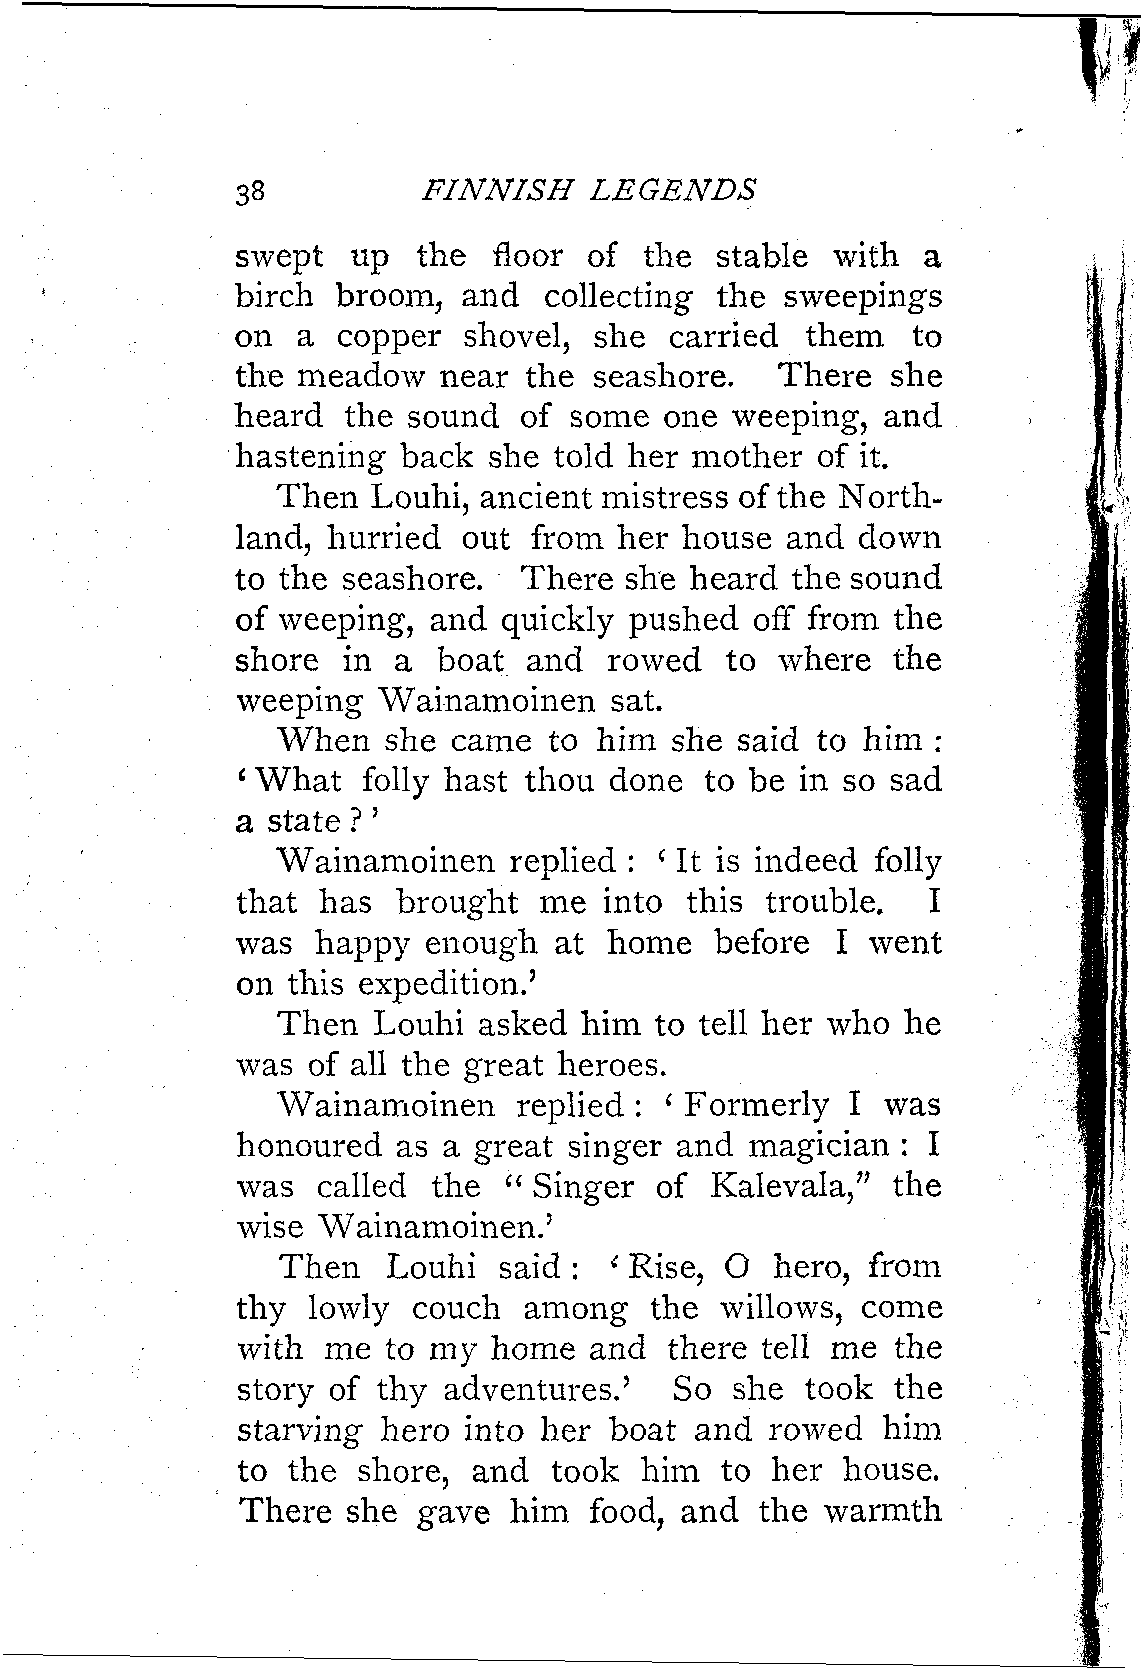 38 FINNISH LEGENDS
swept up the floor of the stable with a
birch broom, and collecting the sweepings
on a copper shovel, she carried them to
the meadow near the seashore. There she
heard the sound of some one weeping, and
hastening back she told her mother of it.
Then Louhi, ancient mistress of the North-
land, hurried out from her house and down
to the seashore. There she heard the sound
of weeping, and quickly pushed off from the
shore in a boat and rowed to where the
weeping Wainamoinen sat.
When she came to him she said to him :
‘ What folly hast thou done to be in so sad
a state ? ’
Wainamoinen replied : ‘ It is indeed folly
that has brought me into this trouble. I
was happy enough at home before I went
on this expedition.’
Then Louhi asked him to tell her who he
was of all the great heroes.
Wainamoinen replied : ‘ Formerly I was
honoured as a great singer and magician : I
was called the “ Singer of Kalevala,” the
wise Wainamoinen.’
Then Louhi said : ‘ Rise, O hero, from
thy lowly couch among the willows, come
with me to my home and there tell me the
story of thy adventures.’ So she took the
starving hero into her boat and rowed him
to the shore, and took him to her house.
There she gave him food, and the warmth